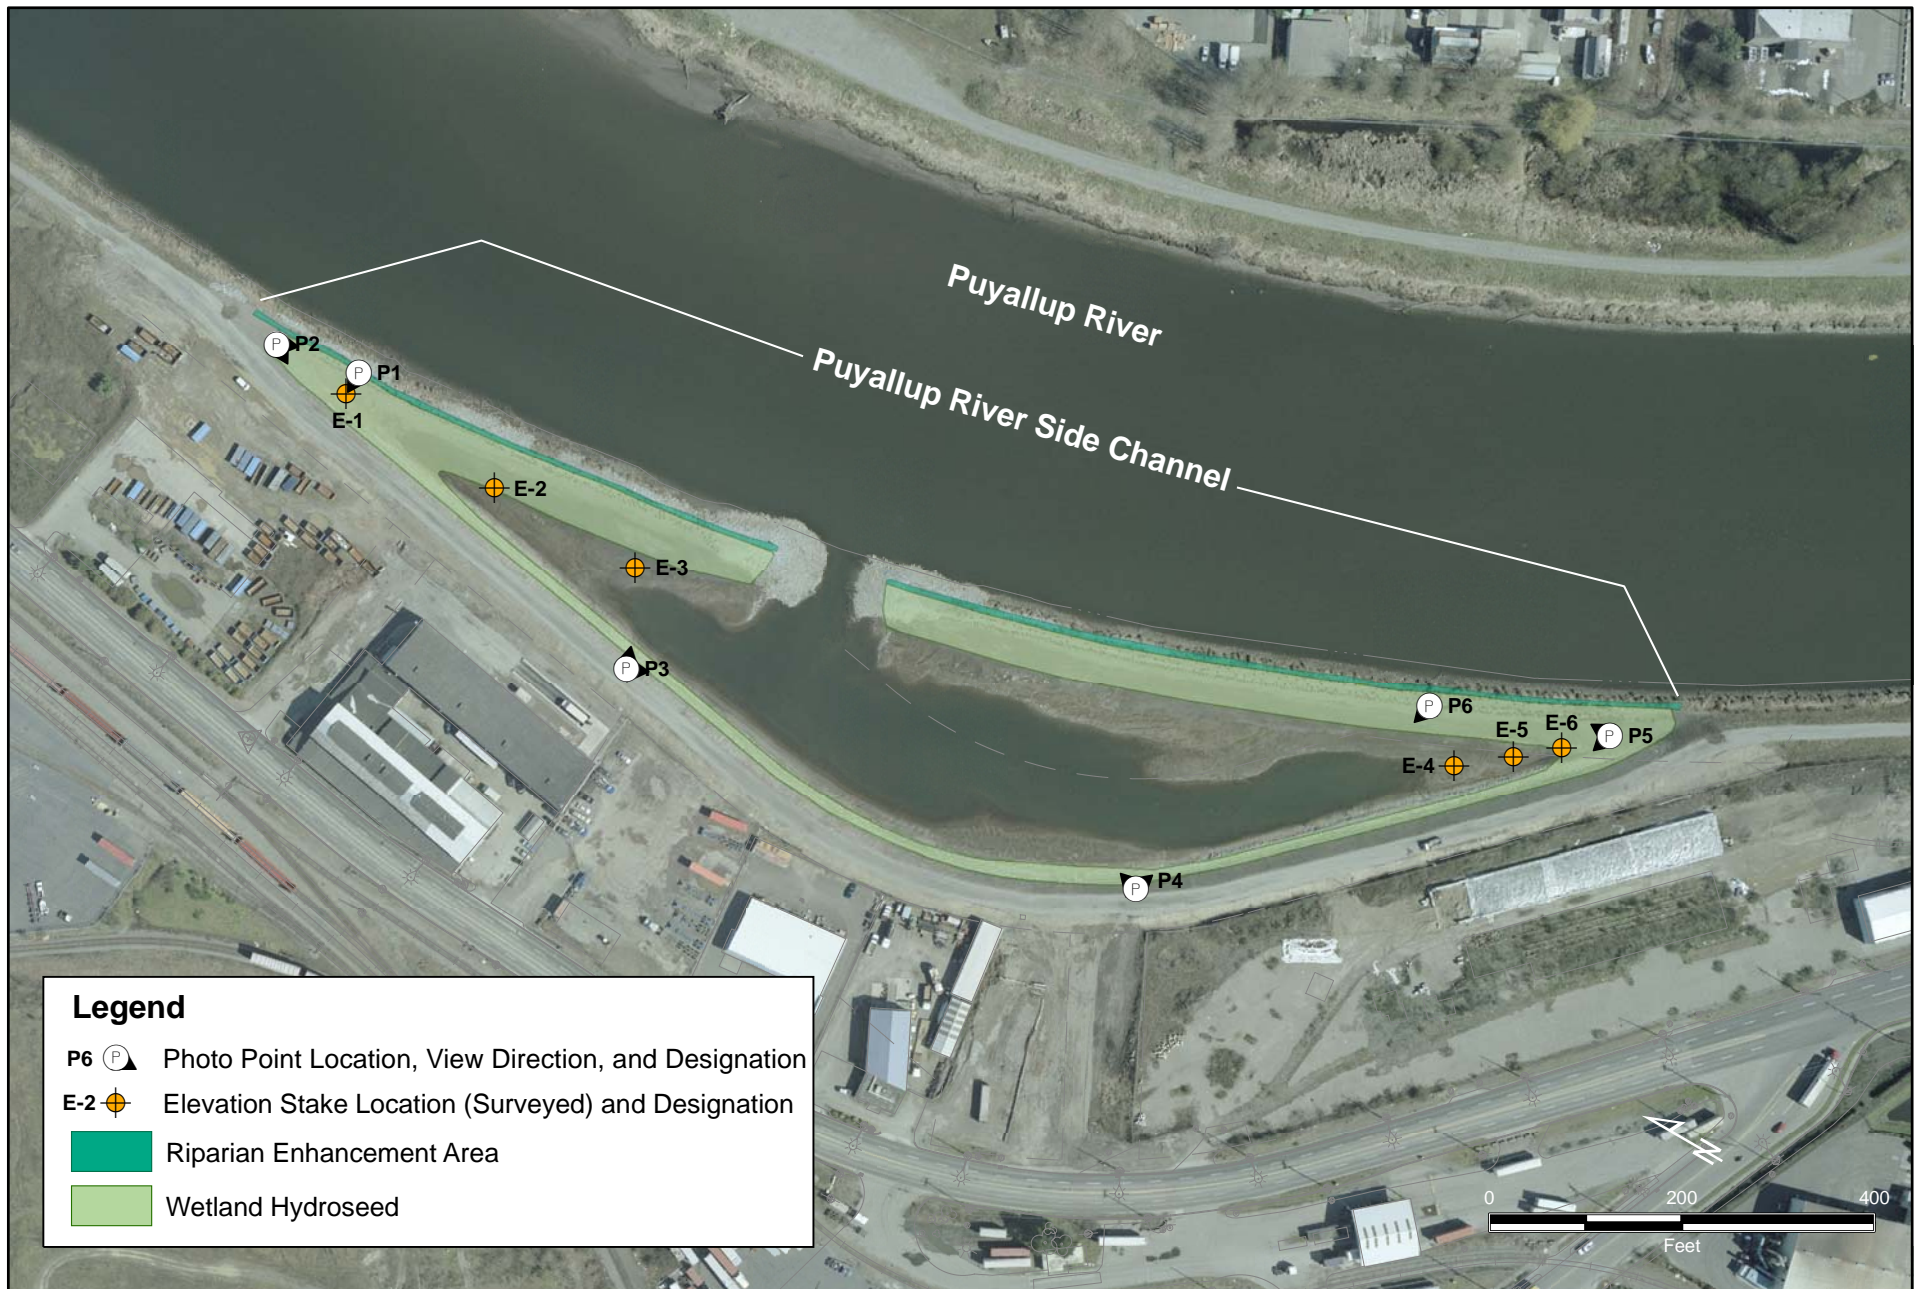 Puyallup River
Puyallup River Side Channel
P P2
P P1
E-1
E-2
E-3
P P3
P P6
P P5
E-6
E-5
E-4
P P4
Legend
P6 P Photo Point Location, View Direction, and Designation
E-2 Elevation Stake Location (Surveyed) and Designation
Riparian Enhancement Area
Wetland Hydroseed
N
0 200 400
Feet